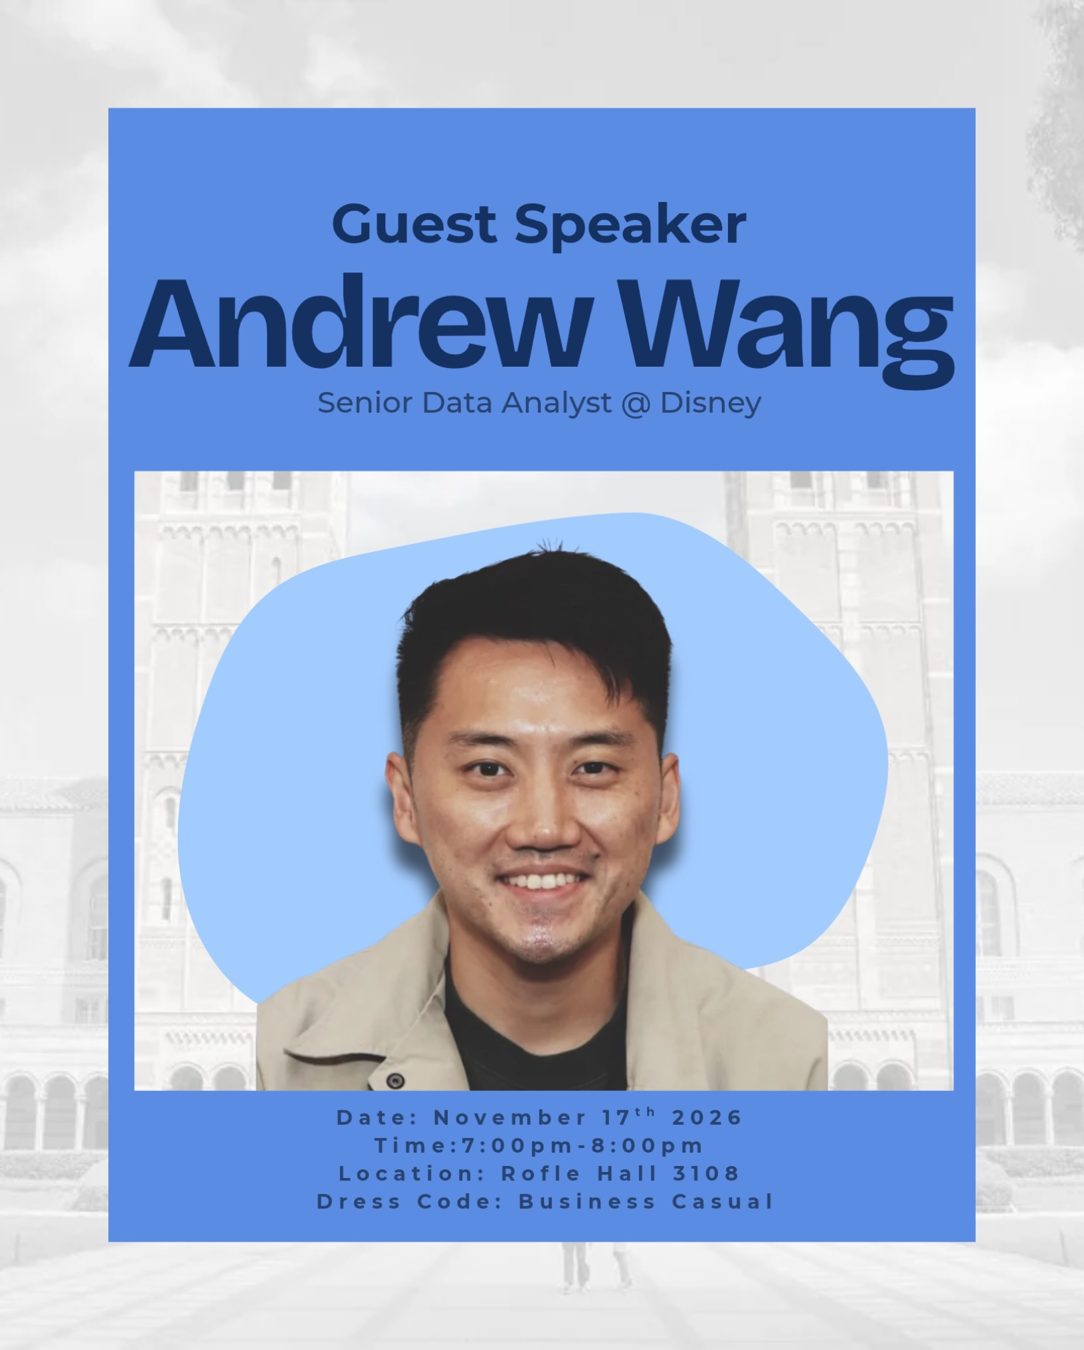 Guest Speaker
Andrew Wang
Senior Data Analyst @ Disney
Date: November 17th 2026
Time:7:00pm-8:00pm
Location: Rofle Hall 3108
Dress Code: Business Casual